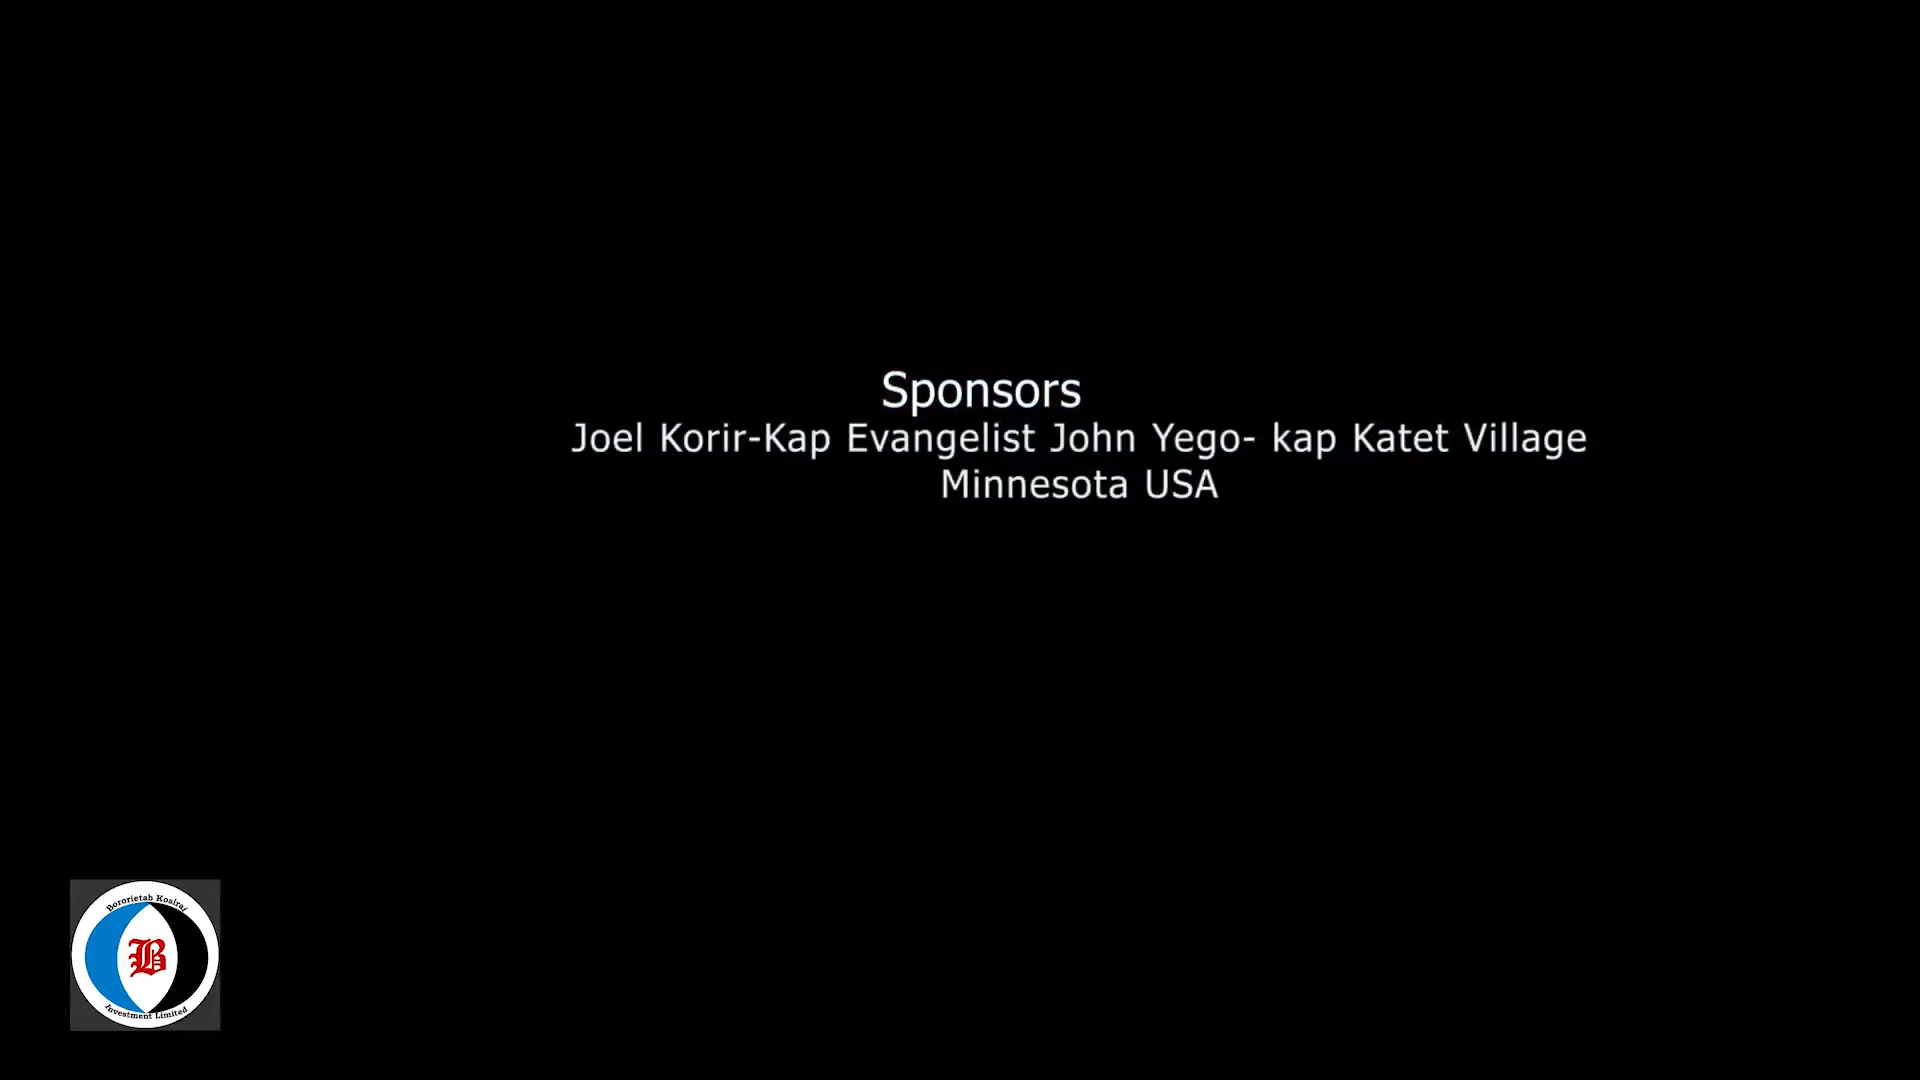 Sponsors
Joel Korir-Kap Evangelist John Yego- kap Katet Village
Minnesota USA
Bororietab Kosirai
B
Investment Limited